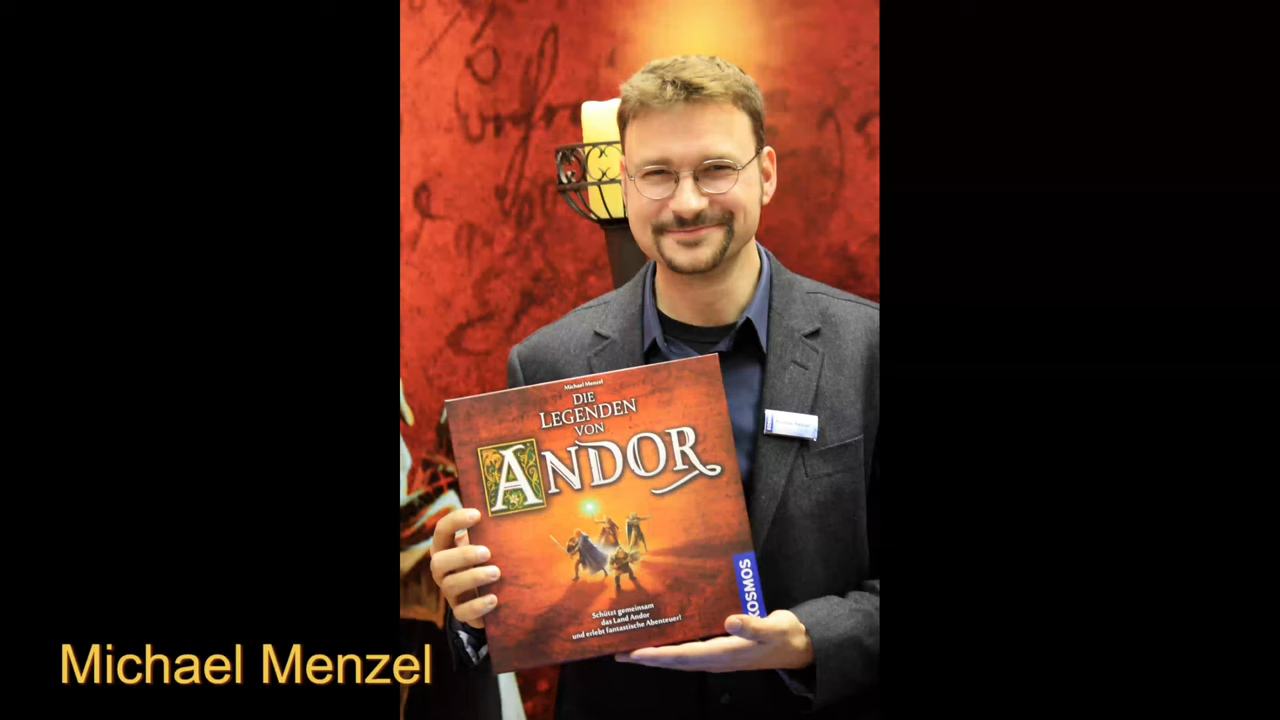 Michael Menzel
DIE
LEGENDEN
VON
ANDOR
Schützt gemeinsam
das Land Andor
und erlebt fantastische Abenteuer!
KOSMOS
Michael Menzel